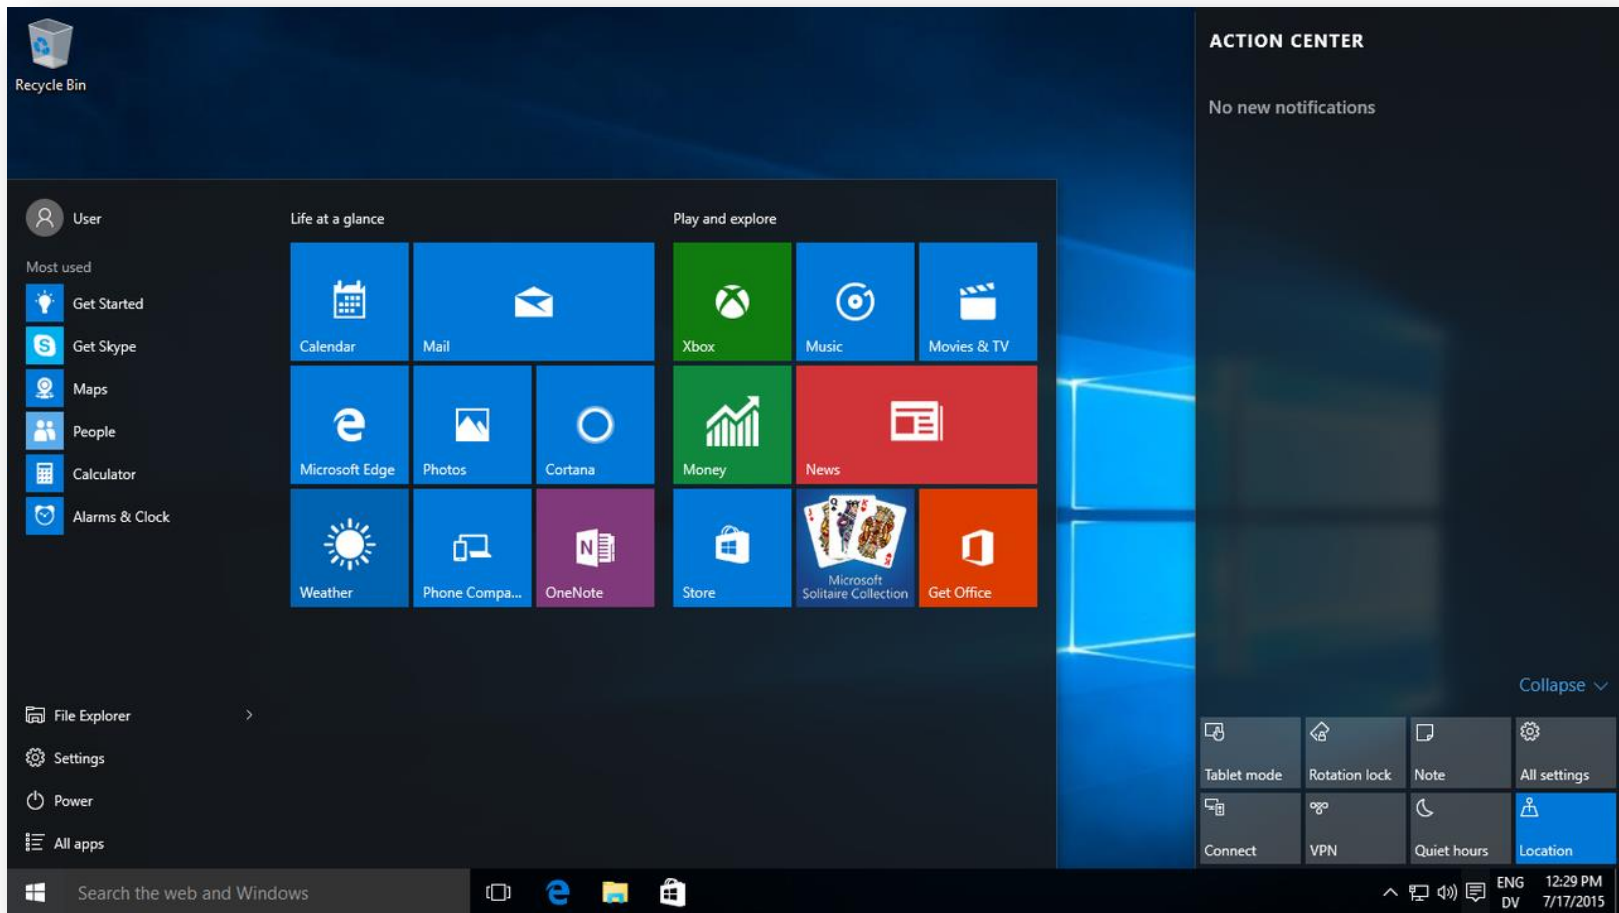 Recycle Bin
User
Most used
Get Started
Get Skype
Maps
People
Calculator
Alarms & Clock
File Explorer
Settings
Power
All apps
Life at a glance
Calendar
Mail
Microsoft Edge
Photos
Cortana
Weather
Phone Compa...
N
OneNote
Play and explore
Xbox
Music
Movies & TV
Money
News
Store
J
Q
K
K
Microsoft
Solitaire Collection
Get Office
ACTION CENTER
No new notifications
Collapse
Tablet mode
Rotation lock
Note
All settings
Connect
VPN
Quiet hours
Location
Search the web and Windows
ENG
DV
12:29 PM
7/17/2015